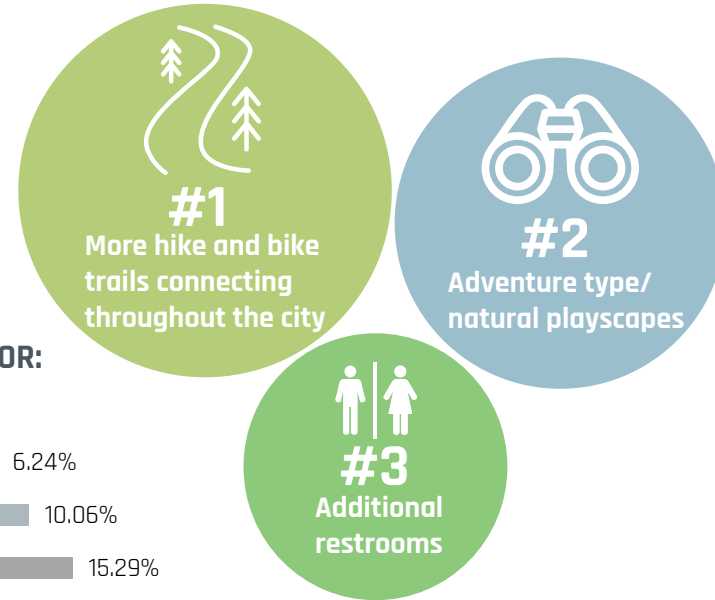 #1
More hike and bike
trails connecting
throughout the city
#2
Adventure type/
natural playscapes
OR:
6.24%
10.06%
15.29%
#3
Additional
restrooms